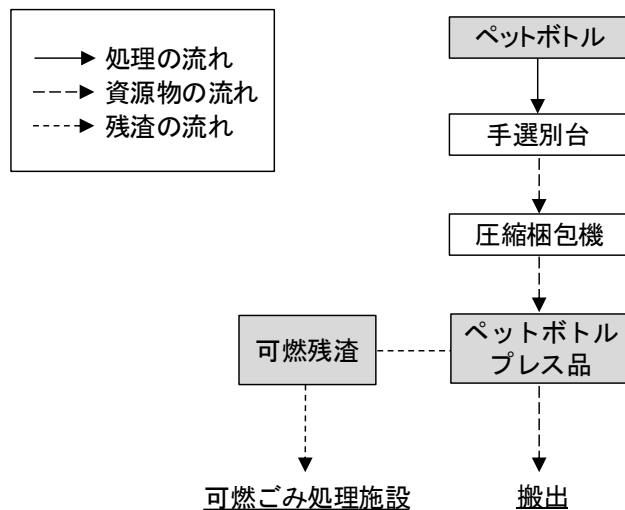 処理の流れ
資源物の流れ
残渣の流れ
ペットボトル
手選別台
圧縮梱包機
可燃残渣
ペットボトル
プレス品
可燃ごみ処理施設
搬出